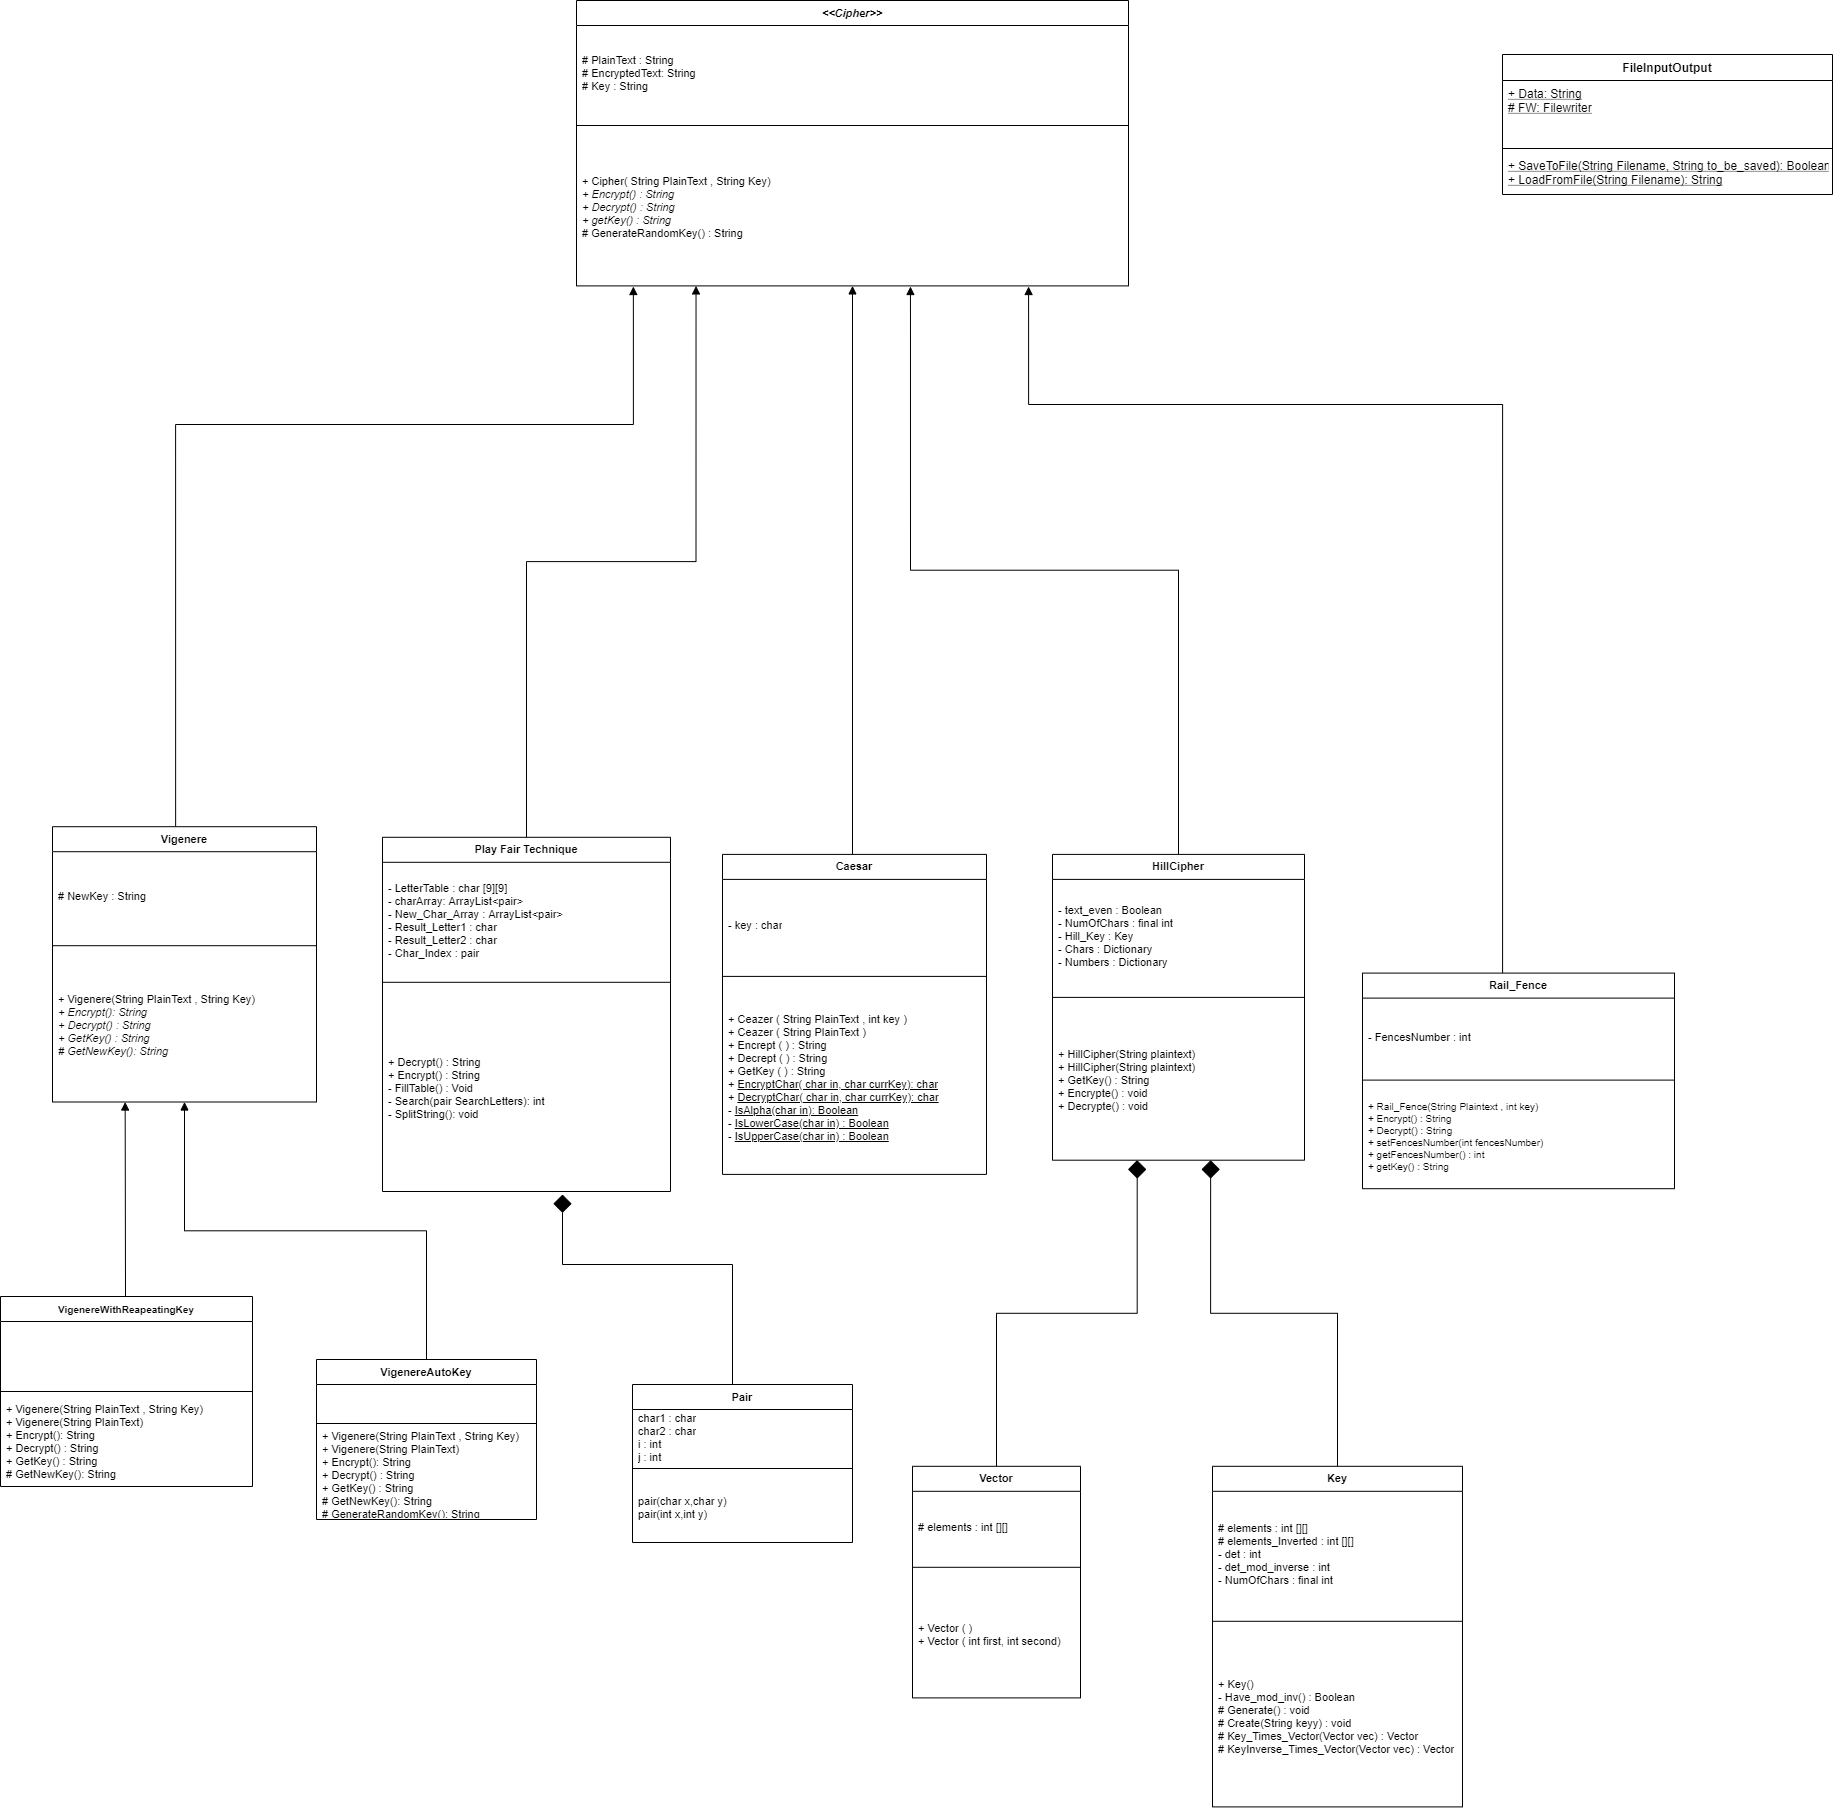 <<Cipher>>
# PlainText : String
# EncryptedText: String
# Key : String
+ Cipher( String PlainText , String Key)
+ Encrypt() : String
+ Decrypt() : String
+ getKey() : String
# GenerateRandomKey() : String
FileInputOutput
+ Data: String
# FW: Filewriter
+ SaveToFile(String Filename, String to_be_saved): Boolean
+ LoadFromFile(String Filename): String
Vigenere
# NewKey : String
+ Vigenere(String PlainText , String Key)
+ Encrypt(): String
+ Decrypt() : String
+ GetKey() : String
# GetNewKey(): String
Play Fair Technique
- LetterTable : char [9][9]
- charArray: ArrayList<pair>
- New_Char_Array : ArrayList<pair>
- Result_Letter1 : char
- Result_Letter2 : char
- Char_Index : pair
+ Decrypt() : String
+ Encrypt() : String
- FillTable() : Void
- Search(pair SearchLetters): int
- SplitString(): void
Caesar
- key : char
+ Ceazer ( String PlainText , int key )
+ Ceazer ( String PlainText )
+ Encrept ( ) : String
+ Decrept ( ) : String
+ GetKey ( ) : String
+ EncryptChar( char in, char currKey): char
+ DecryptChar( char in, char currKey): char
- IsAlpha(char in): Boolean
- IsLowerCase(char in) : Boolean
- IsUpperCase(char in) : Boolean
HillCipher
- text_even : Boolean
- NumOfChars : final int
- Hill_Key : Key
- Chars : Dictionary
- Numbers : Dictionary
+ HillCipher(String plaintext)
+ HillCipher(String plaintext)
+ GetKey() : String
+ Encrypte() : void
+ Decrypte() : void
Rail_Fence
- FencesNumber : int
+ Rail_Fence(String Plaintext , int key)
+ Encrypt() : String
+ Decrypt() : String
+ setFencesNumber(int fencesNumber)
+ getFencesNumber() : int
+ getKey() : String
VigenereWithReapeatingKey
+ Vigenere(String PlainText , String Key)
+ Vigenere(String PlainText)
+ Encrypt(): String
+ Decrypt() : String
+ GetKey() : String
# GetNewKey(): String
VigenereAutoKey
+ Vigenere(String PlainText , String Key)
+ Vigenere(String PlainText)
+ Encrypt(): String
+ Decrypt() : String
+ GetKey() : String
# GetNewKey(): String
# GenerateRandomKey(): String
Pair
char1 : char
char2 : char
i : int
j : int
pair(char x,char y)
pair(int x,int y)
Vector
# elements : int [][]
+ Vector ( )
+ Vector ( int first, int second)
Key
# elements : int [][]
# elements_Inverted : int [][]
- det : int
- det_mod_inverse : int
- NumOfChars : final int
+ Key()
- Have_mod_inv() : Boolean
# Generate() : void
# Create(String keyy) : void
# Key_Times_Vector(Vector vec) : Vector
# KeyInverse_Times_Vector(Vector vec) : Vector